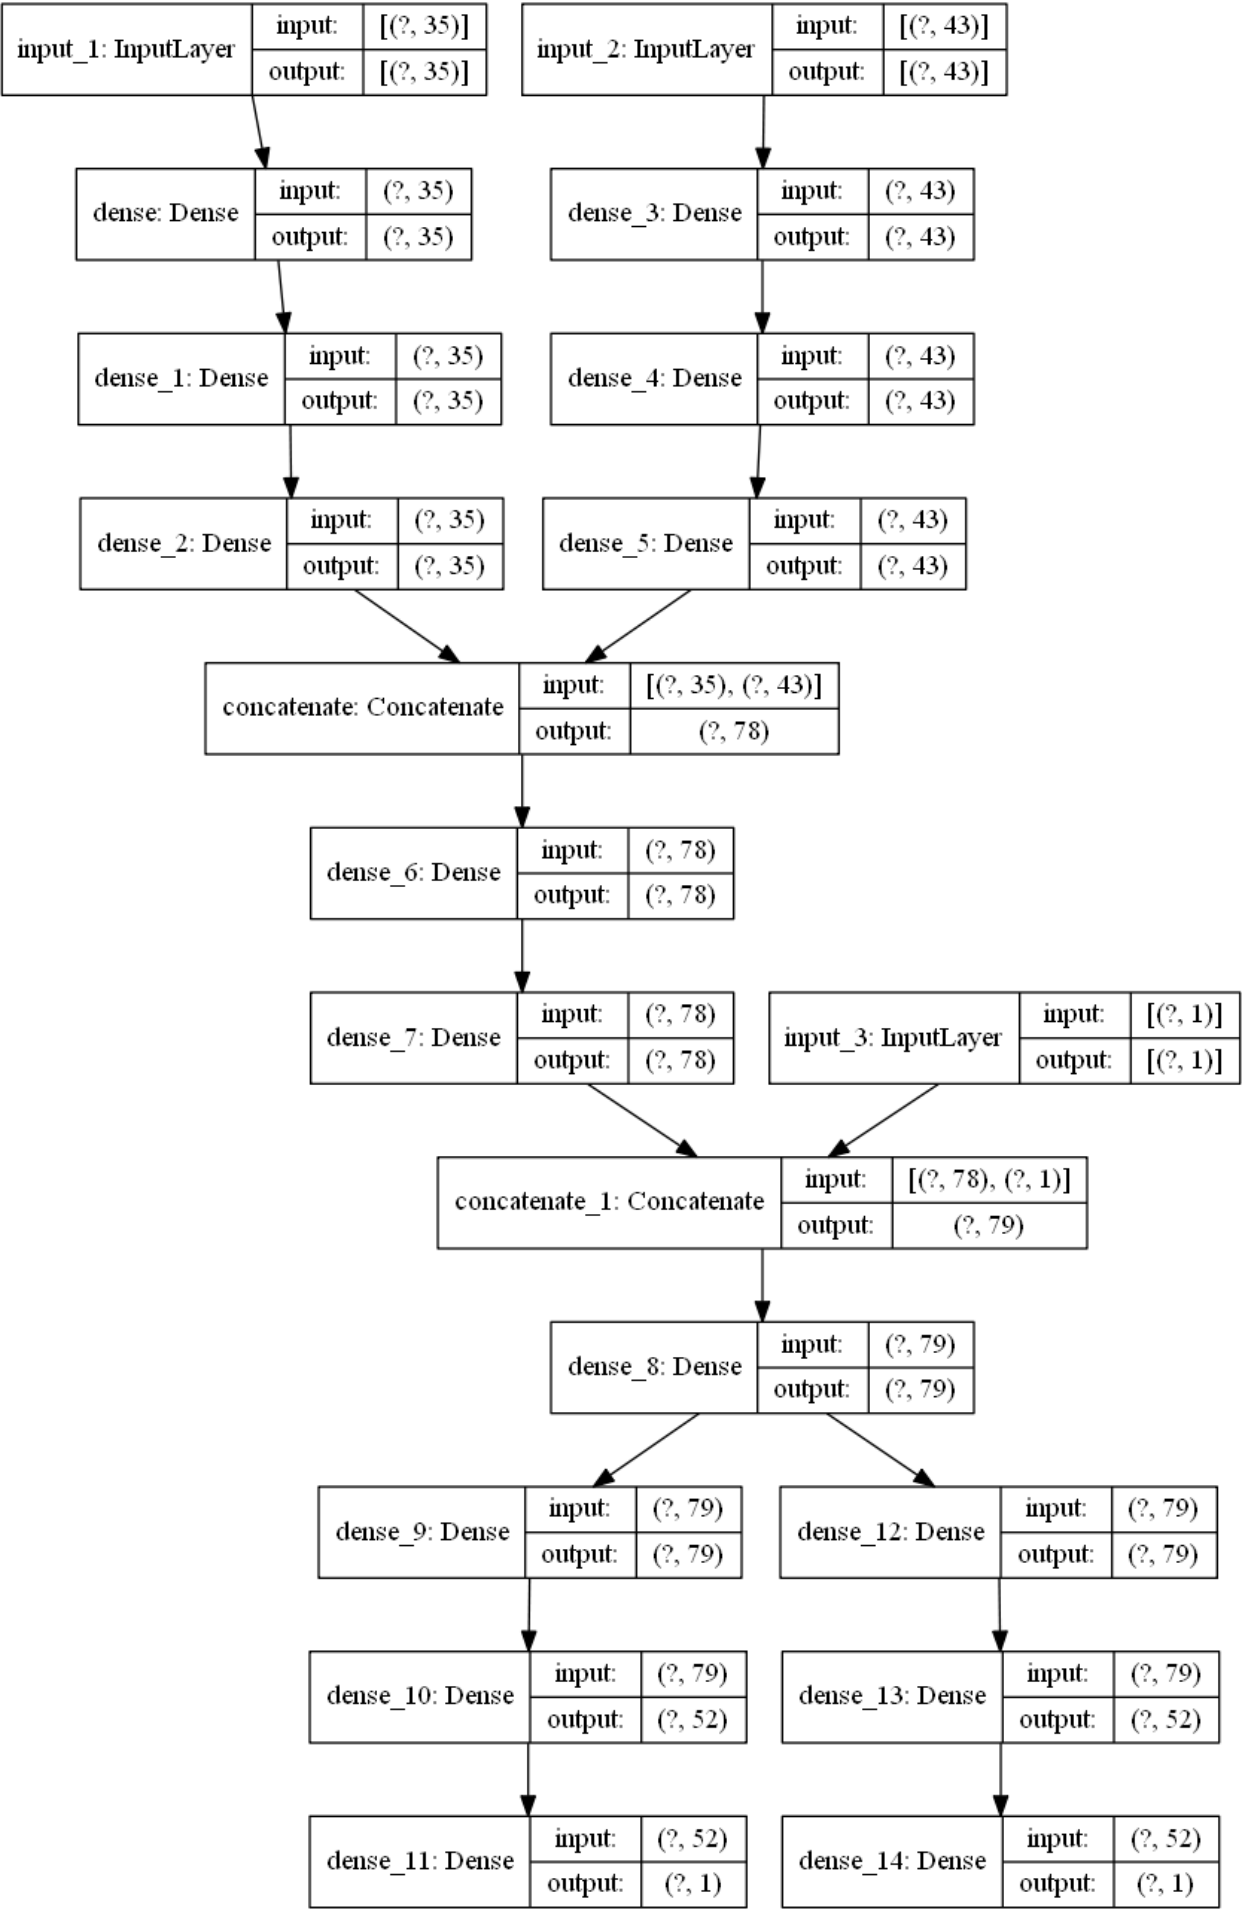 input_1: InputLayer
input: [(?, 35)]
output: [(?, 35)]
input_2: InputLayer
input: [(?, 43)]
output: [(?, 43)]
dense: Dense
input: (?, 35)
output: (?, 35)
dense_3: Dense
input: (?, 43)
output: (?, 43)
dense_1: Dense
input: (?, 35)
output: (?, 35)
dense_4: Dense
input: (?, 43)
output: (?, 43)
dense_2: Dense
input: (?, 35)
output: (?, 35)
dense_5: Dense
input: (?, 43)
output: (?, 43)
concatenate: Concatenate
input: [(?, 35), (?, 43)]
output: (?, 78)
dense_6: Dense
input: (?, 78)
output: (?, 78)
dense_7: Dense
input: (?, 78)
output: (?, 78)
input_3: InputLayer
input: [(?, 1)]
output: [(?, 1)]
concatenate_1: Concatenate
input: [(?, 78), (?, 1)]
output: (?, 79)
dense_8: Dense
input: (?, 79)
output: (?, 79)
dense_9: Dense
input: (?, 79)
output: (?, 79)
dense_12: Dense
input: (?, 79)
output: (?, 79)
dense_10: Dense
input: (?, 79)
output: (?, 52)
dense_13: Dense
input: (?, 79)
output: (?, 52)
dense_11: Dense
input: (?, 52)
output: (?, 1)
dense_14: Dense
input: (?, 52)
output: (?, 1)